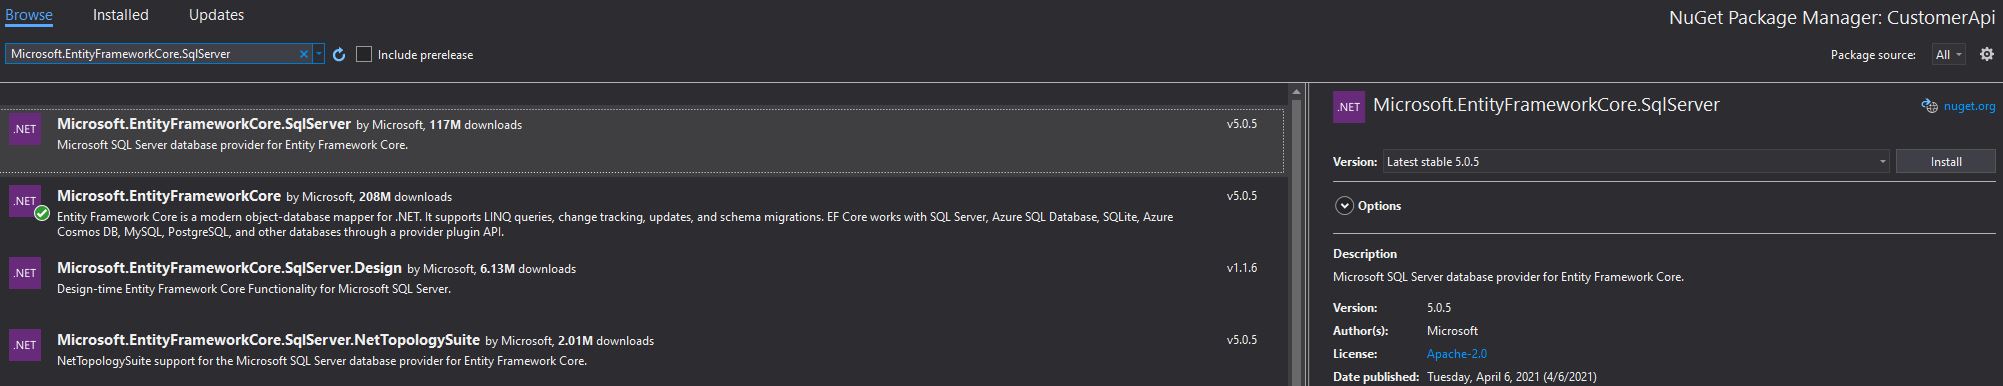 Browse Installed Updates
NuGet Package Manager: CustomerApi
Microsoft.EntityFrameworkCore.SqlServer Include prerelease
Package source: All
.NET Microsoft.EntityFrameworkCore.SqlServer by Microsoft, 117M downloads v5.0.5
Microsoft SQL Server database provider for Entity Framework Core.
.NET Microsoft.EntityFrameworkCore by Microsoft, 208M downloads v5.0.5
Entity Framework Core is a modern object-database mapper for .NET. It supports LINQ queries, change tracking, updates, and schema migrations. EF Core works with SQL Server, Azure SQL Database, SQLite, Azure
Cosmos DB, MySQL, PostgreSQL, and other databases through a provider plugin API.
.NET Microsoft.EntityFrameworkCore.SqlServer.Design by Microsoft, 6.13M downloads v1.1.6
Design-time Entity Framework Core Functionality for Microsoft SQL Server.
.NET Microsoft.EntityFrameworkCore.SqlServer.NetTopologySuite by Microsoft, 2.01M downloads v5.0.5
NetTopologySuite support for the Microsoft SQL Server database provider for Entity Framework Core.
.NET Microsoft.EntityFrameworkCore.SqlServer nuget.org
Version: Latest stable 5.0.5 Install
Options
Description
Microsoft SQL Server database provider for Entity Framework Core.
Version: 5.0.5
Author(s): Microsoft
License: Apache-2.0
Date published: Tuesday, April 6, 2021 (4/6/2021)